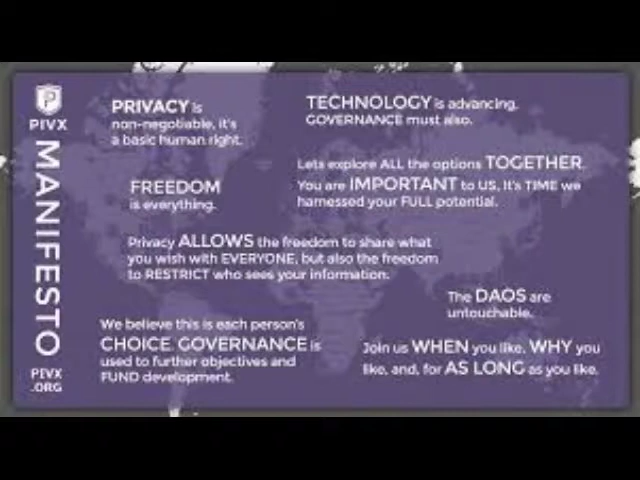 PIVX
MANIFESTO
PIVX
.ORG
PRIVACY is
non-negotiable, it's
a basic human right.
TECHNOLOGY is advancing.
GOVERNANCE must also.
FREEDOM
is everything.
Lets explore ALL the options TOGETHER.
You are IMPORTANT to US, It's TIME we
harnessed your FULL potential.
Privacy ALLOWS the freedom to share what
you wish with EVERYONE, but also the freedom
to RESTRICT who sees your information.
The DAOS are
untouchable.
We believe this is each person's
CHOICE. GOVERNANCE is
used to further objectives and
FUND development.
Join us WHEN you like, WHY you
like, and, for AS LONG as you like.